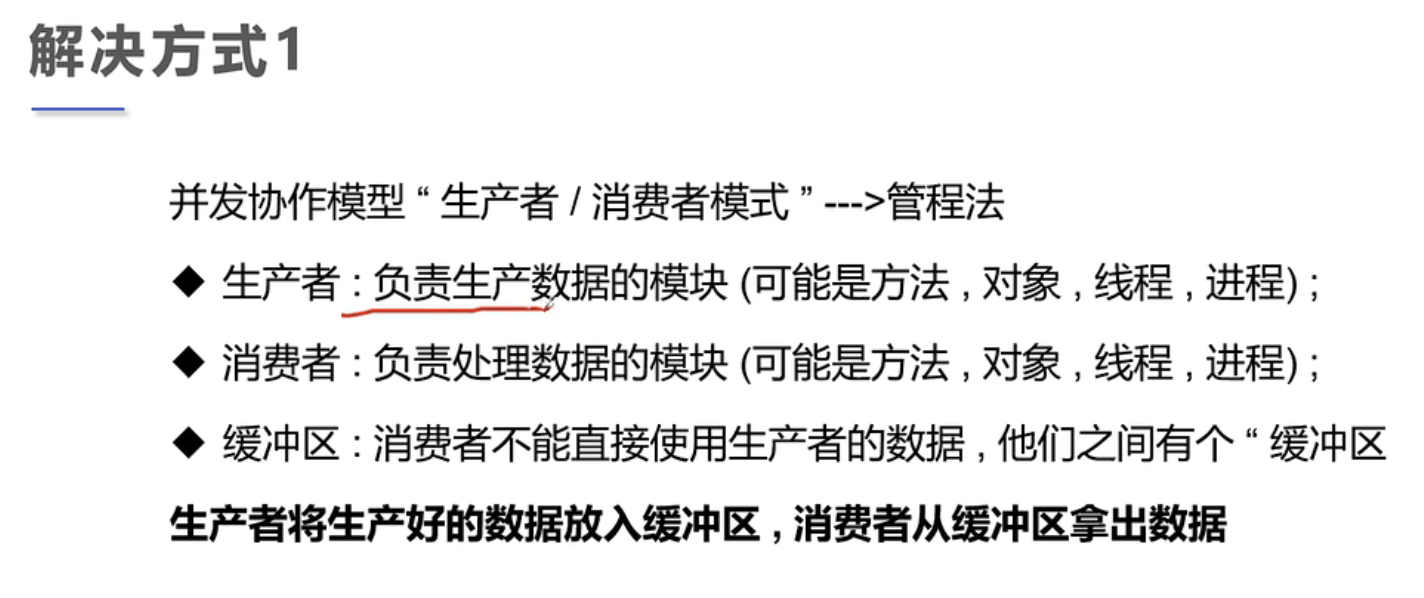 解决方式1
并发协作模型 “ 生产者 / 消费者模式 ” --->管程法
◆ 生产者 : 负责生产数据的模块 (可能是方法 , 对象 , 线程 , 进程) ;
◆ 消费者 : 负责处理数据的模块 (可能是方法 , 对象 , 线程 , 进程) ;
◆ 缓冲区 : 消费者不能直接使用生产者的数据 , 他们之间有个 “ 缓冲区
生产者将生产好的数据放入缓冲区 , 消费者从缓冲区拿出数据